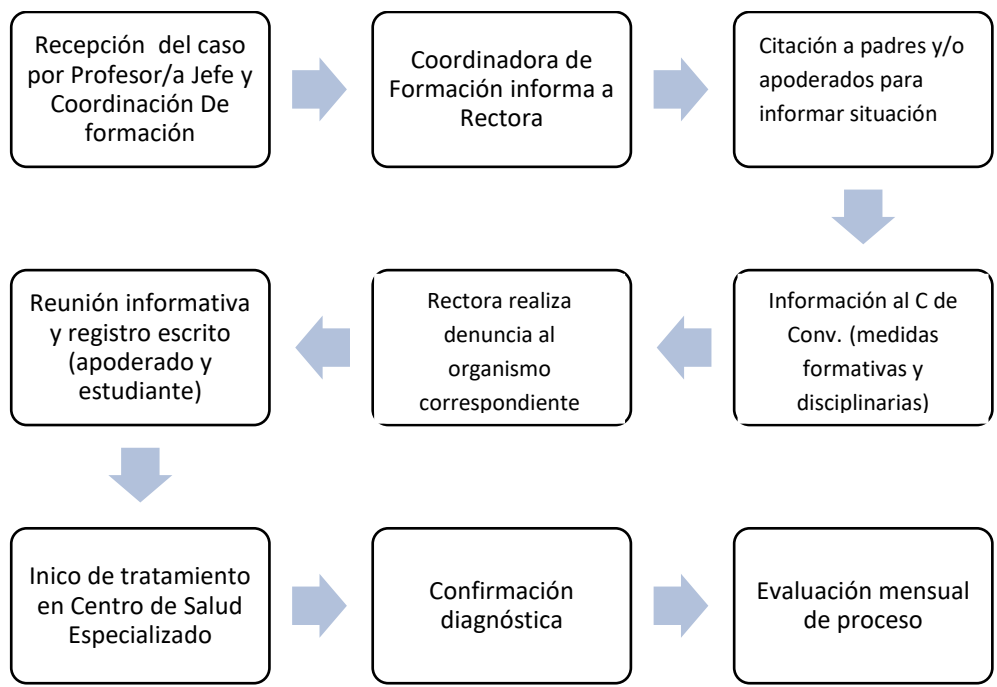 Recepción del caso
por Profesor/a Jefe y
Coordinación De
formación
Coordinadora de
Formación informa a
Rectora
Citación a padres y/o
apoderados para
informar situación
Información al C de
Conv. (medidas
formativas y
disciplinarias)
Rectora realiza
denuncia al
organismo
correspondiente
Reunión informativa
y registro escrito
(apoderado y
estudiante)
Inico de tratamiento
en Centro de Salud
Especializado
Confirmación
diagnóstica
Evaluación mensual
de proceso